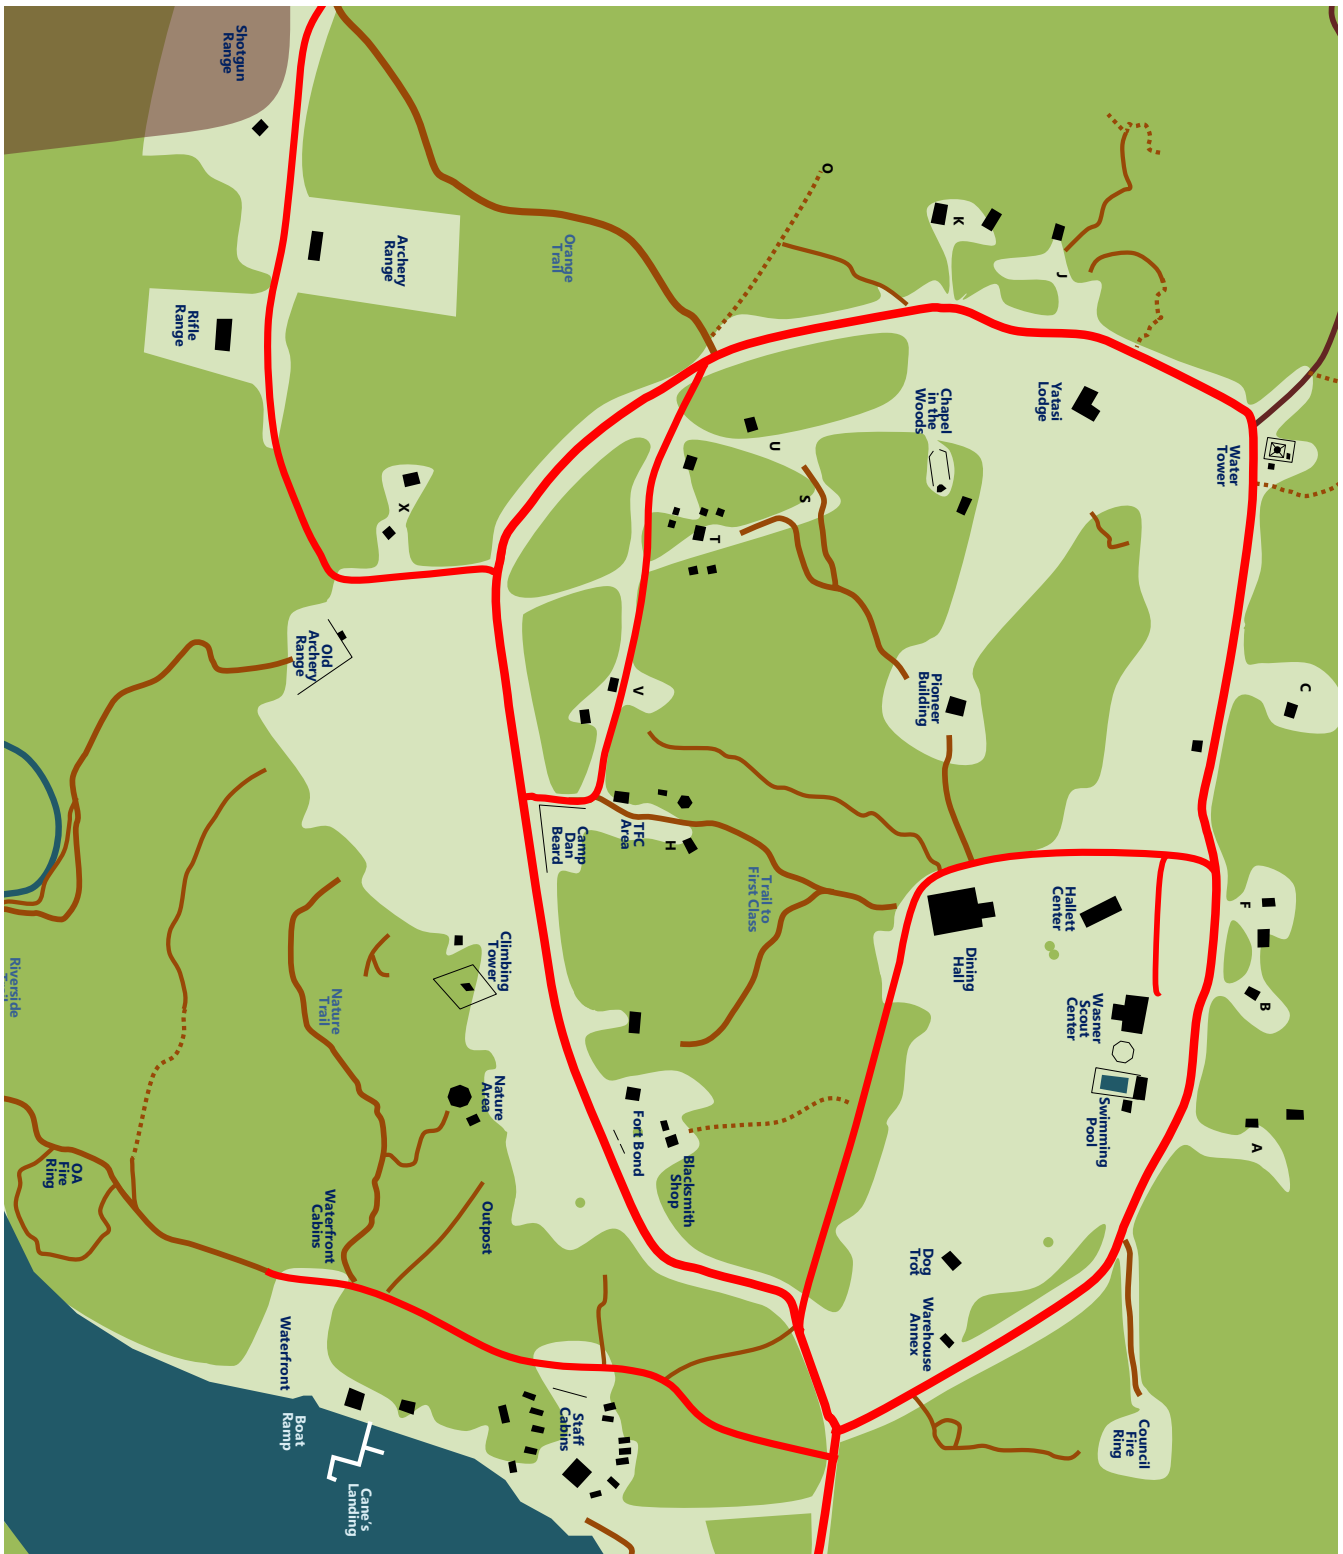 Shotgun
Range
Archery
Range
Rifle
Range
Orange
Trail
O
K
J
Yatasi
Lodge
Chapel
in the
Woods
Water
Tower
U
S
T
X
Old
Archery
Range
V
Pioneer
Building
C
Camp
Dan
Beard
TFC
Area
H
Trail to
First Class
Hallett
Center
Dining
Hall
F
B
Wasner
Scout
Center
Swimming
Pool
A
Climbing
Tower
Nature
Trail
Riverside
Nature
Area
Fort Bond
Blacksmith
Shop
OA
Fire
Ring
Waterfront
Cabins
Outpost
Dog
Trot
Warehouse
Annex
Waterfront
Boat
Ramp
Cane's
Landing
Staff
Cabins
Council
Fire
Ring